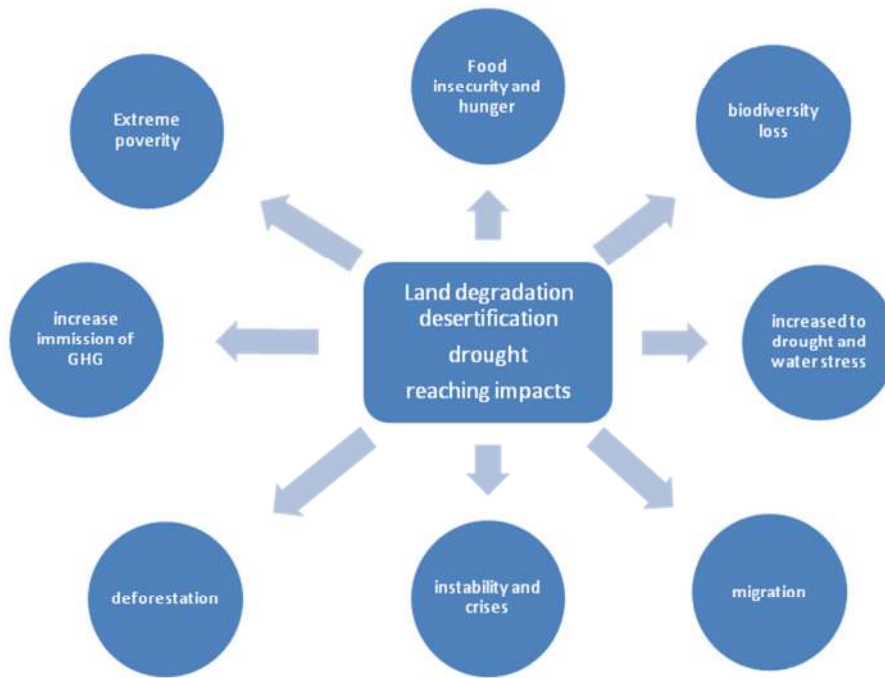 Food
insecurity and
hunger
Extreme
poverity
biodiversity
loss
Land degradation
desertification
drought
reaching impacts
increase
immission of
GHG
increased to
drought and
water stress
deforestation
instability and
crises
migration